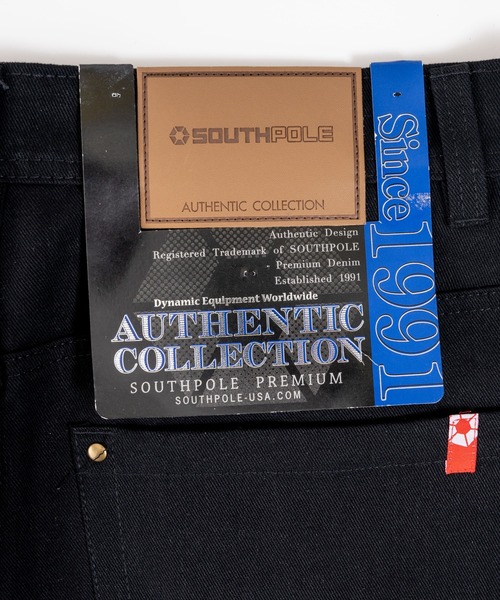 SOUTHPOLE
AUTHENTIC COLLECTION
Authentic Design
Registered Trademark of SOUTHPOLE
- Premium Denim
Established 1991
Dynamic Equipment Worldwide
AUTHENTIC
COLLECTION
SOUTHPOLE PREMIUM
SOUTHPOLE-USA.COM
Since 1991